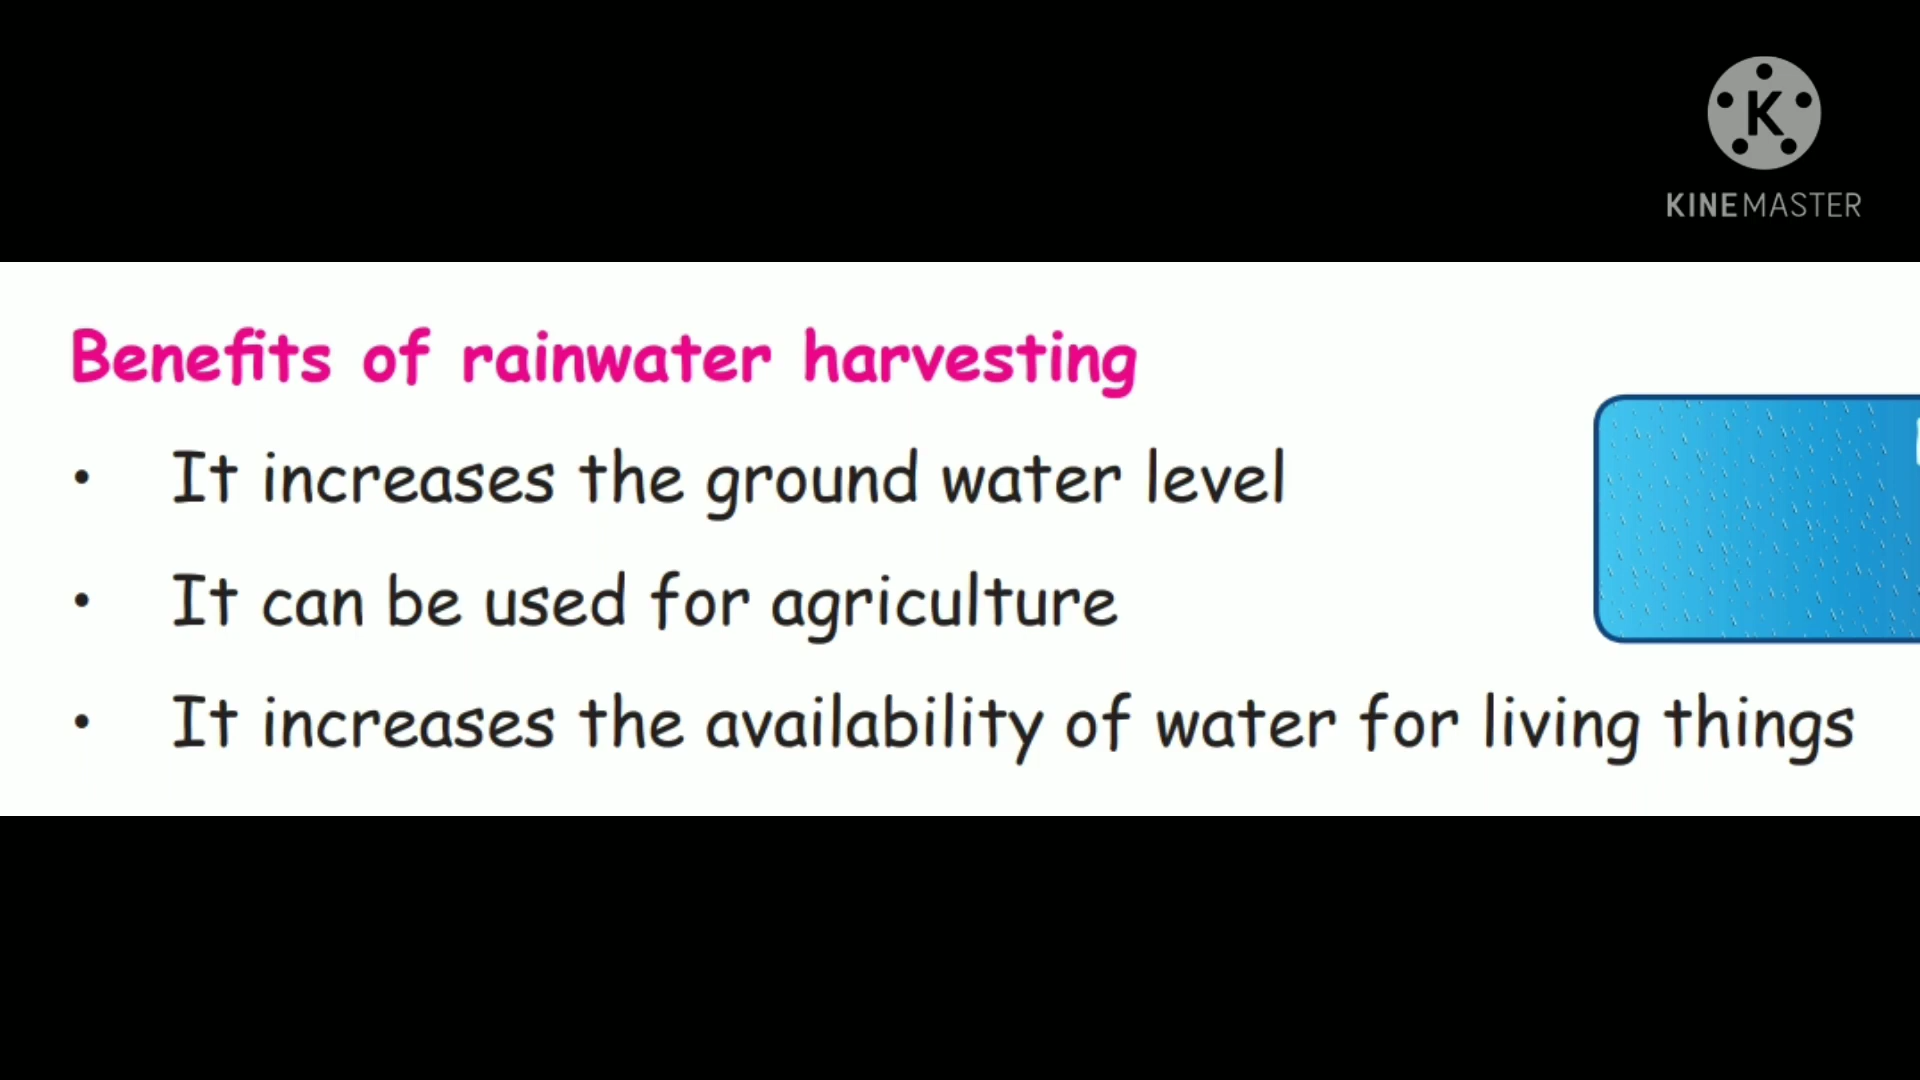 KINEMASTER
Benefits of rainwater harvesting
• It increases the ground water level
• It can be used for agriculture
• It increases the availability of water for living things